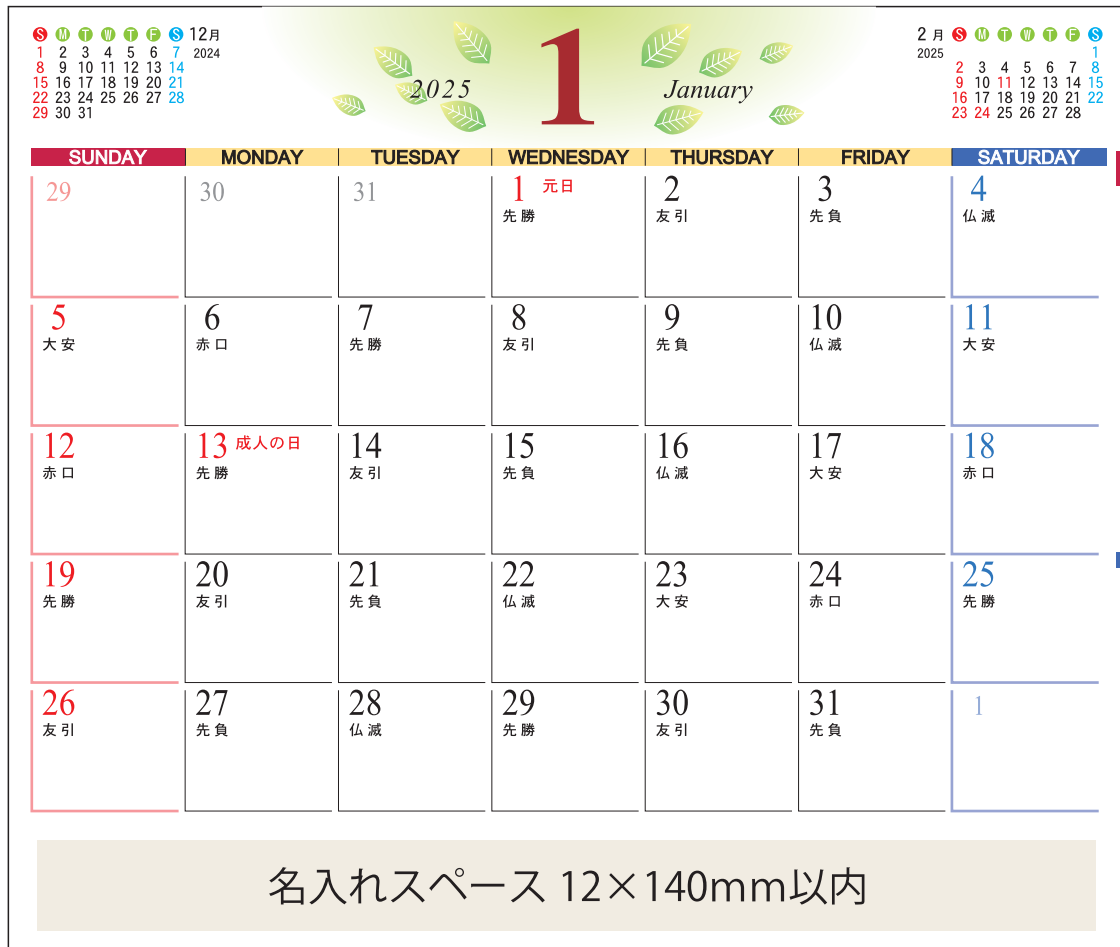 S M T W T F S 12月
1 2 3 4 5 6 7 2024
8 9 10 11 12 13 14
15 16 17 18 19 20 21
22 23 24 25 26 27 28
29 30 31
2025 1 January
2月 S M T W T F S
2025 1
2 3 4 5 6 7 8
9 10 11 12 13 14 15
16 17 18 19 20 21 22
23 24 25 26 27 28
SUNDAY MONDAY TUESDAY WEDNESDAY THURSDAY FRIDAY SATURDAY
29 30 31 1 元日 2 3 4
先勝 友引 先負 仏滅
5 6 7 8 9 10 11
大安 赤口 先勝 友引 先負 仏滅 大安
12 13 成人の日 14 15 16 17 18
赤口 先勝 友引 先負 仏滅 大安 赤口
19 20 21 22 23 24 25
先勝 友引 先負 仏滅 大安 赤口 先勝
26 27 28 29 30 31 1
友引 先負 仏滅 先勝 友引 先負
名入れスペース 12×140mm以内